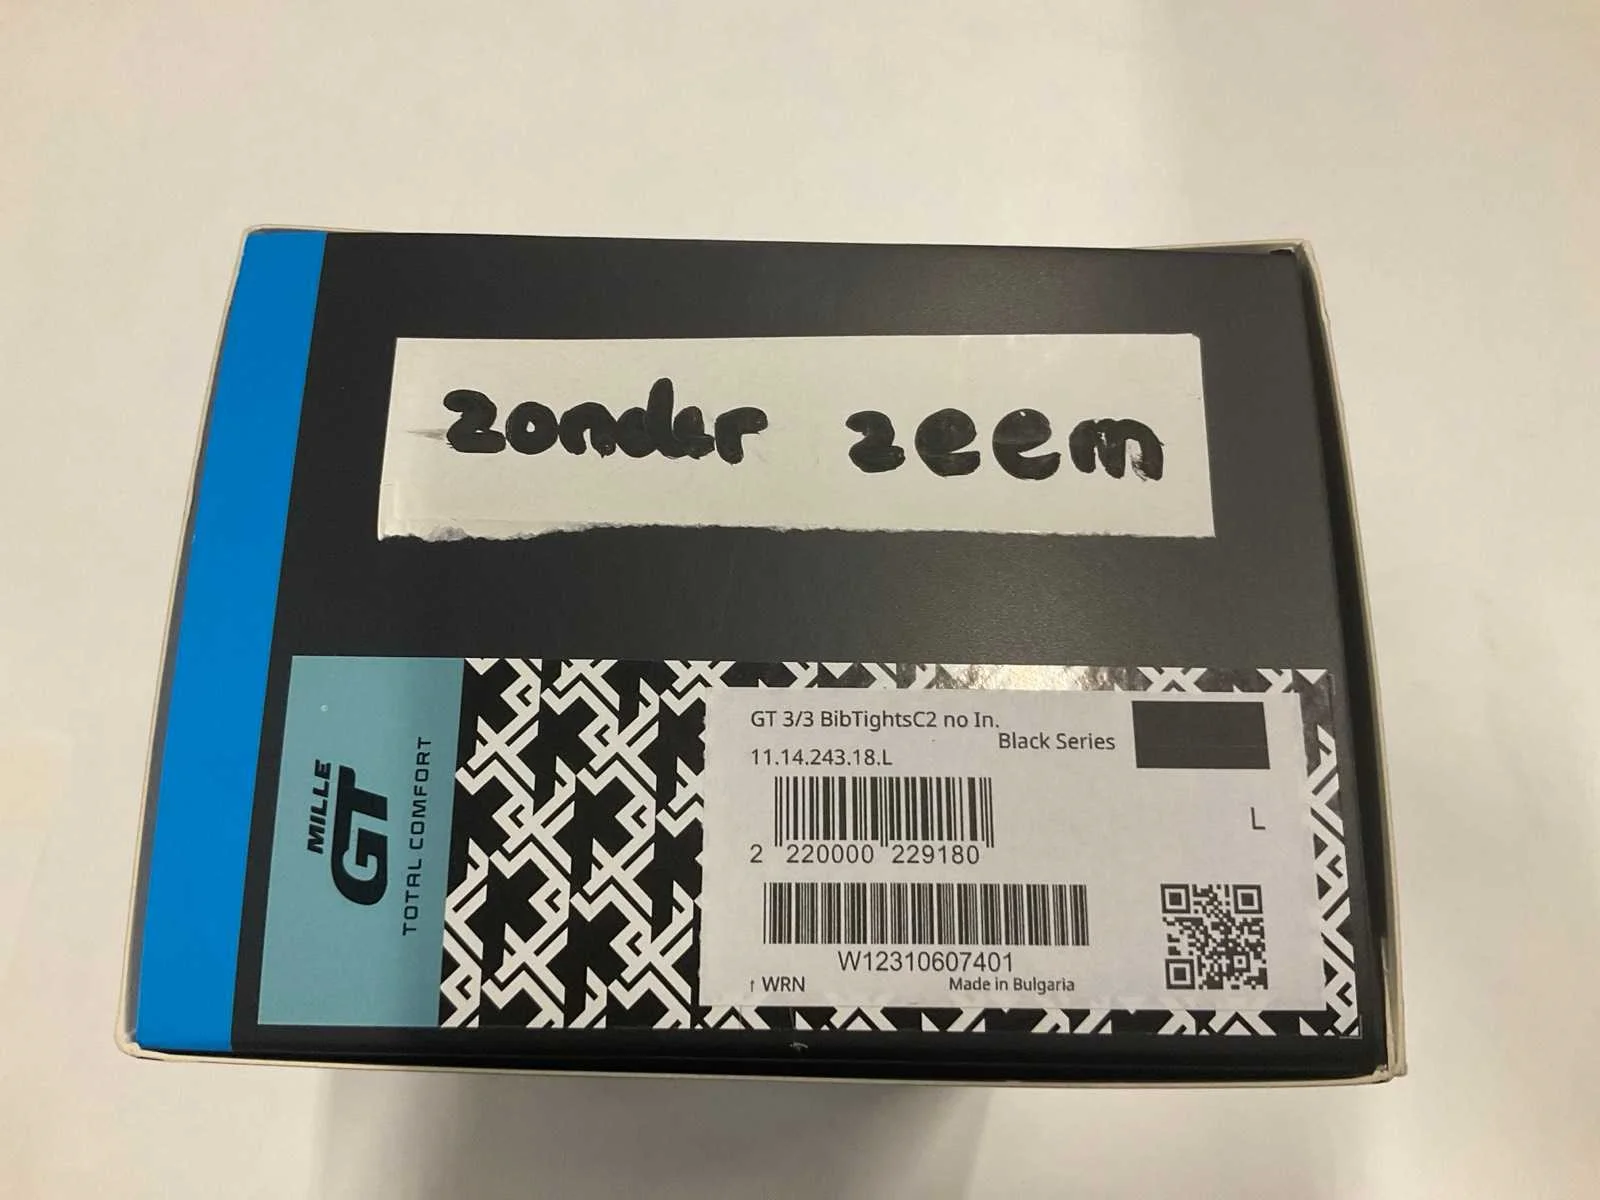 zonder zeem
MILLE
GT
TOTAL COMFORT
GT 3/3 BibTightsC2 no In.
Black Series
11.14.243.18.L
L
2 220000 229180
W12310607401
↑ WRN
Made in Bulgaria